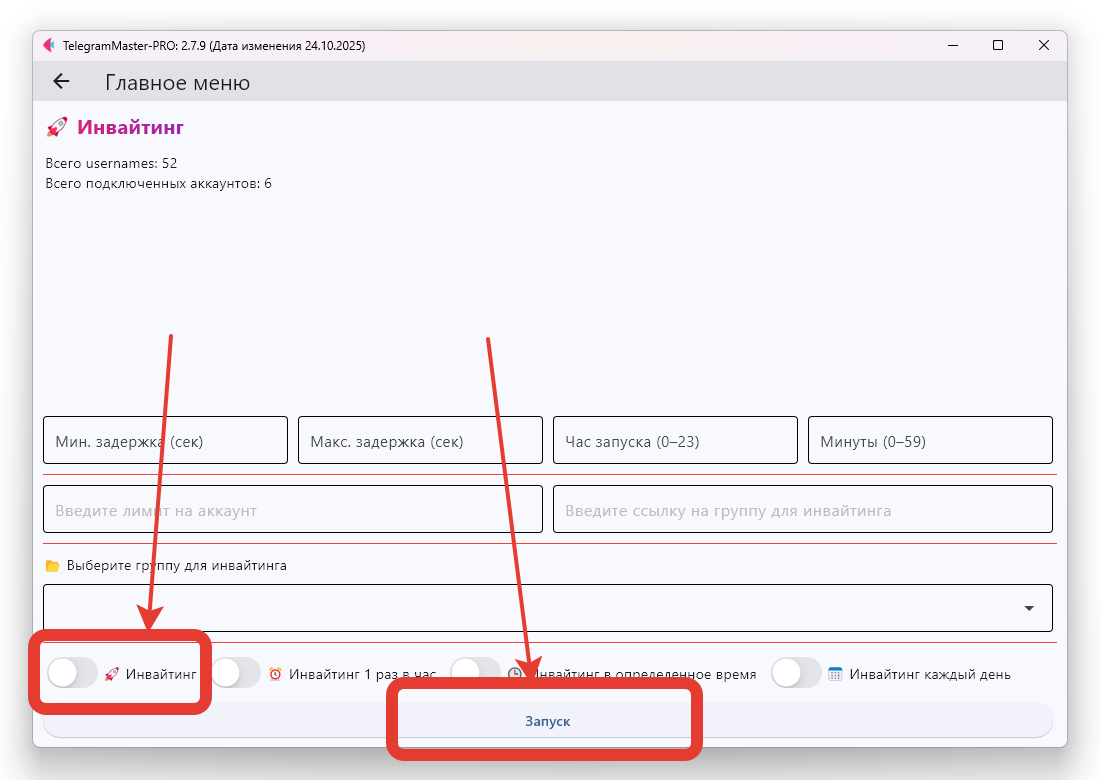 TelegramMaster-PRO: 2.7.9 (Дата изменения 24.10.2025)
Главное меню
Инвайтинг
Всего usernames: 52
Всего подключенных аккаунтов: 6
Мин. задержка (сек) Макс. задержка (сек) Час запуска (0–23) Минуты (0–59)
Введите лимит на аккаунт Введите ссылку на группу для инвайтинга
Выберите группу для инвайтинга
Инвайтинг Инвайтинг 1 раз в час Инвайтинг в определенное время Инвайтинг каждый день
Запуск